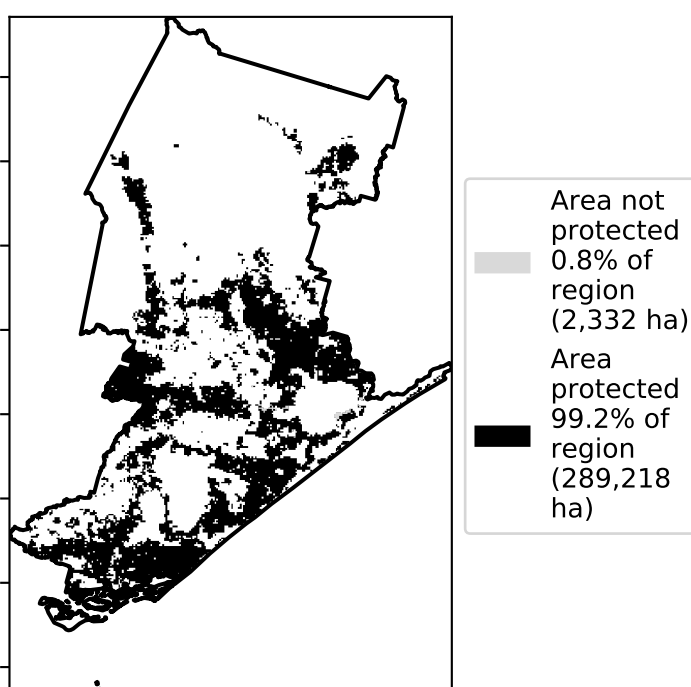 Area not
protected
0.8% of
region
(2,332 ha)
Area
protected
99.2% of
region
(289,218
ha)